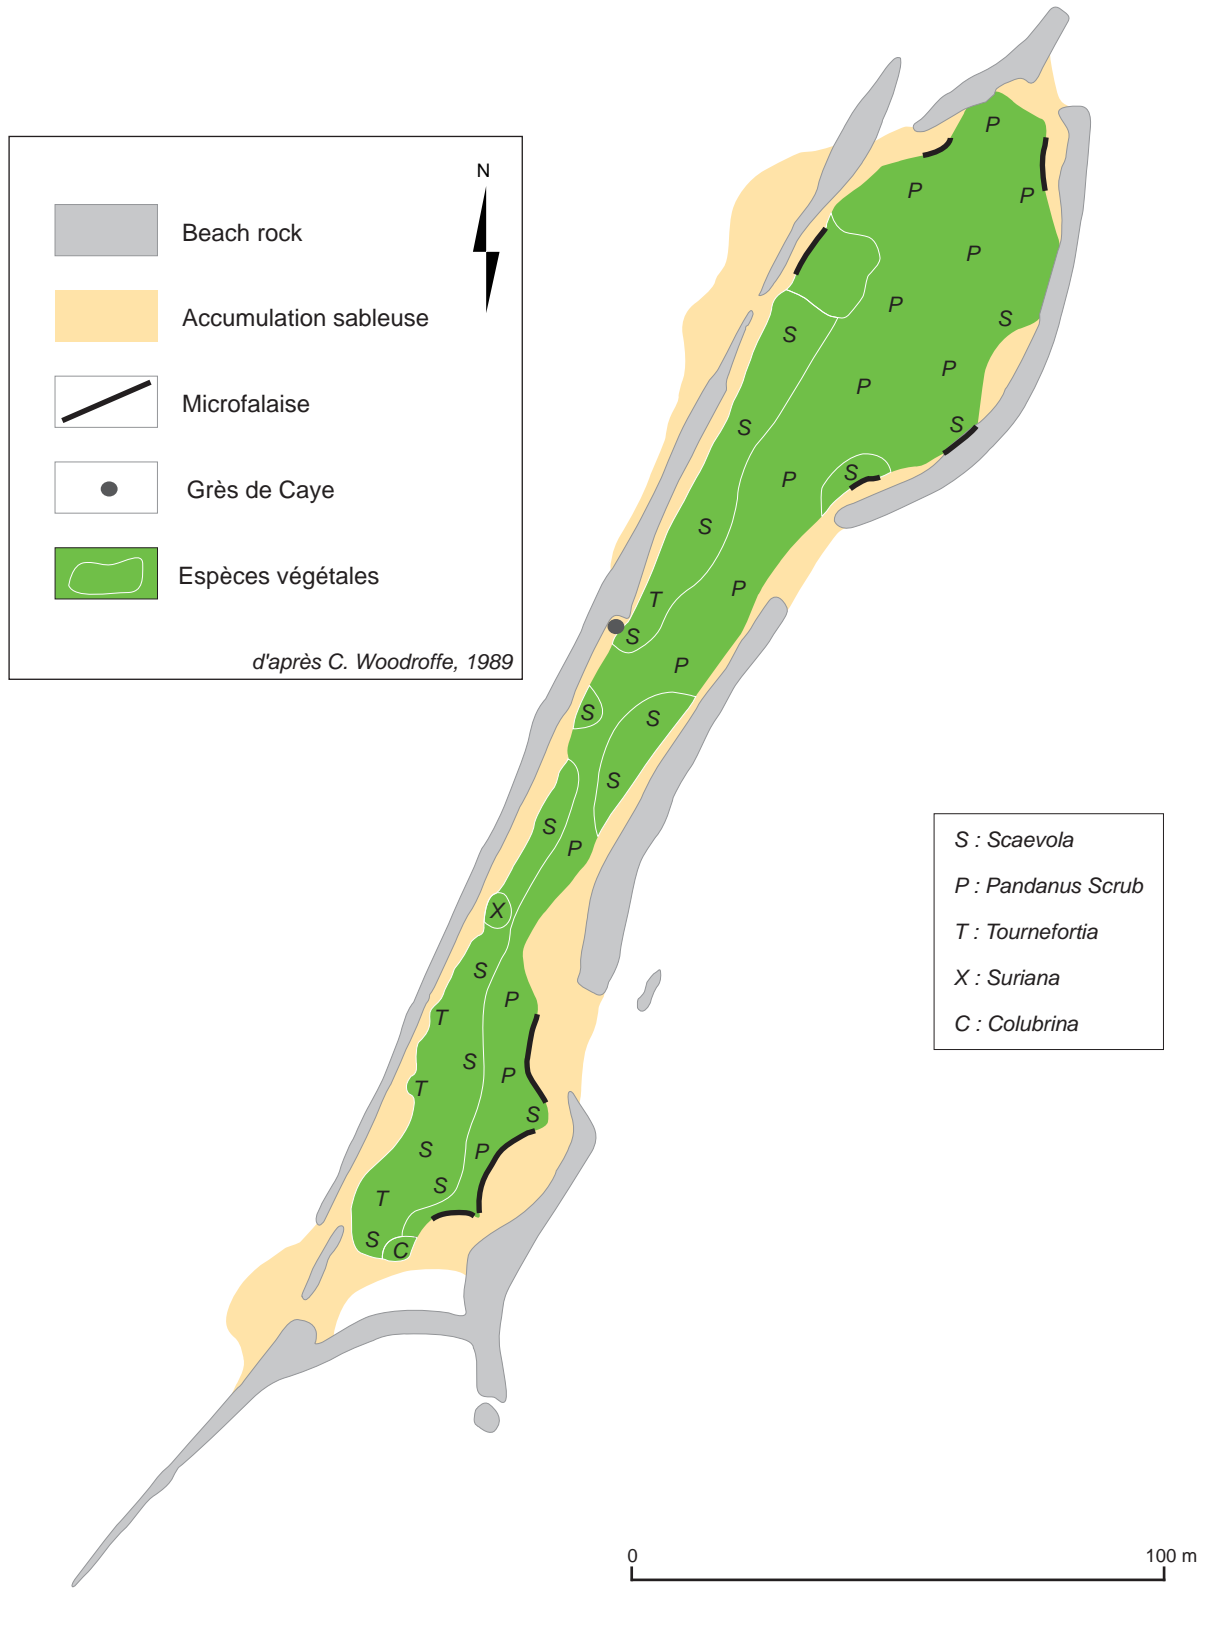 N
Beach rock
Accumulation sableuse
Microfalaise
Grès de Caye
Espèces végétales
d'après C. Woodroffe, 1989
P
P
P
P
P
S
S
P
P
S
S
S
P
S
P
T
S
P
S
S
S
S
P
X
S
P
T
S
P
T
S
S
P
S
T
S
C
S : Scaevola
P : Pandanus Scrub
T : Tournefortia
X : Suriana
C : Colubrina
0 100 m